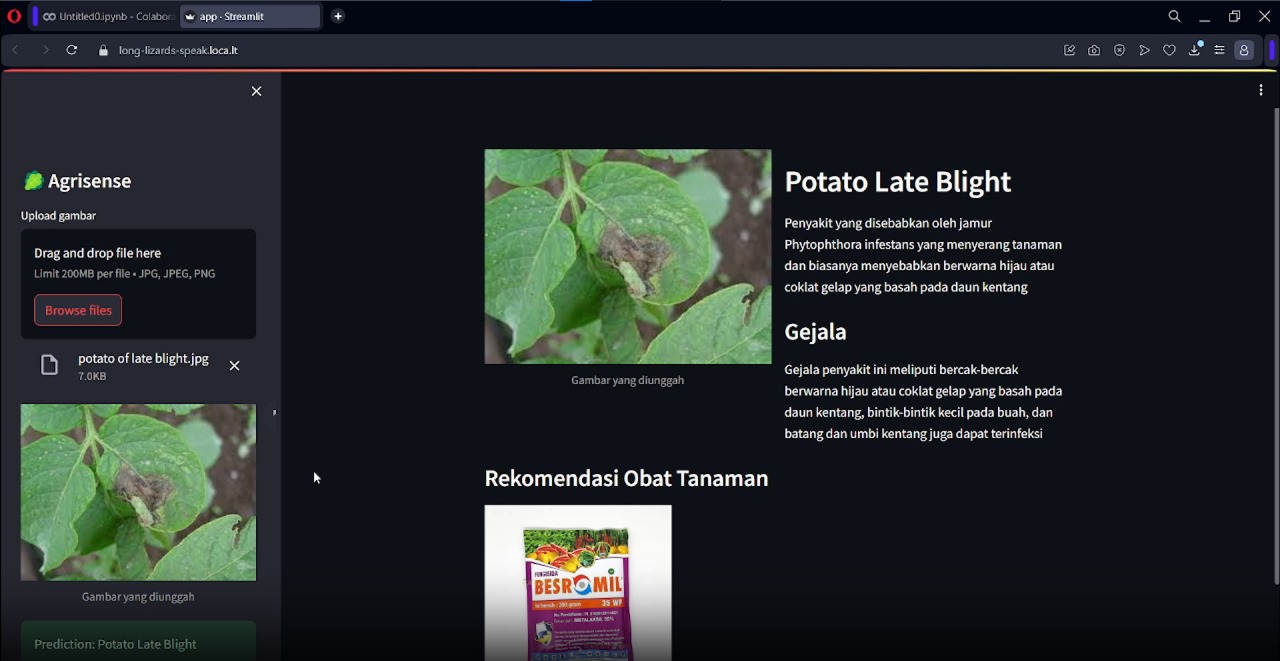 Untitled0.ipynb - Colabora
app · Streamlit
long-lizards-speak.loca.lt
Agrisense
Upload gambar
Drag and drop file here
Limit 200MB per file • JPG, JPEG, PNG
Browse files
potato of late blight.jpg
7.0KB
Gambar yang diunggah
Prediction: Potato Late Blight
Gambar yang diunggah
Potato Late Blight
Penyakit yang disebabkan oleh jamur
Phytophthora infestans yang menyerang tanaman
dan biasanya menyebabkan berwarna hijau atau
coklat gelap yang basah pada daun kentang
Gejala
Gejala penyakit ini meliputi bercak-bercak
berwarna hijau atau coklat gelap yang basah pada
daun kentang, bintik-bintik kecil pada buah, dan
batang dan umbi kentang juga dapat terinfeksi
Rekomendasi Obat Tanaman
FUNGISIDA
BESROMIL
35 WP